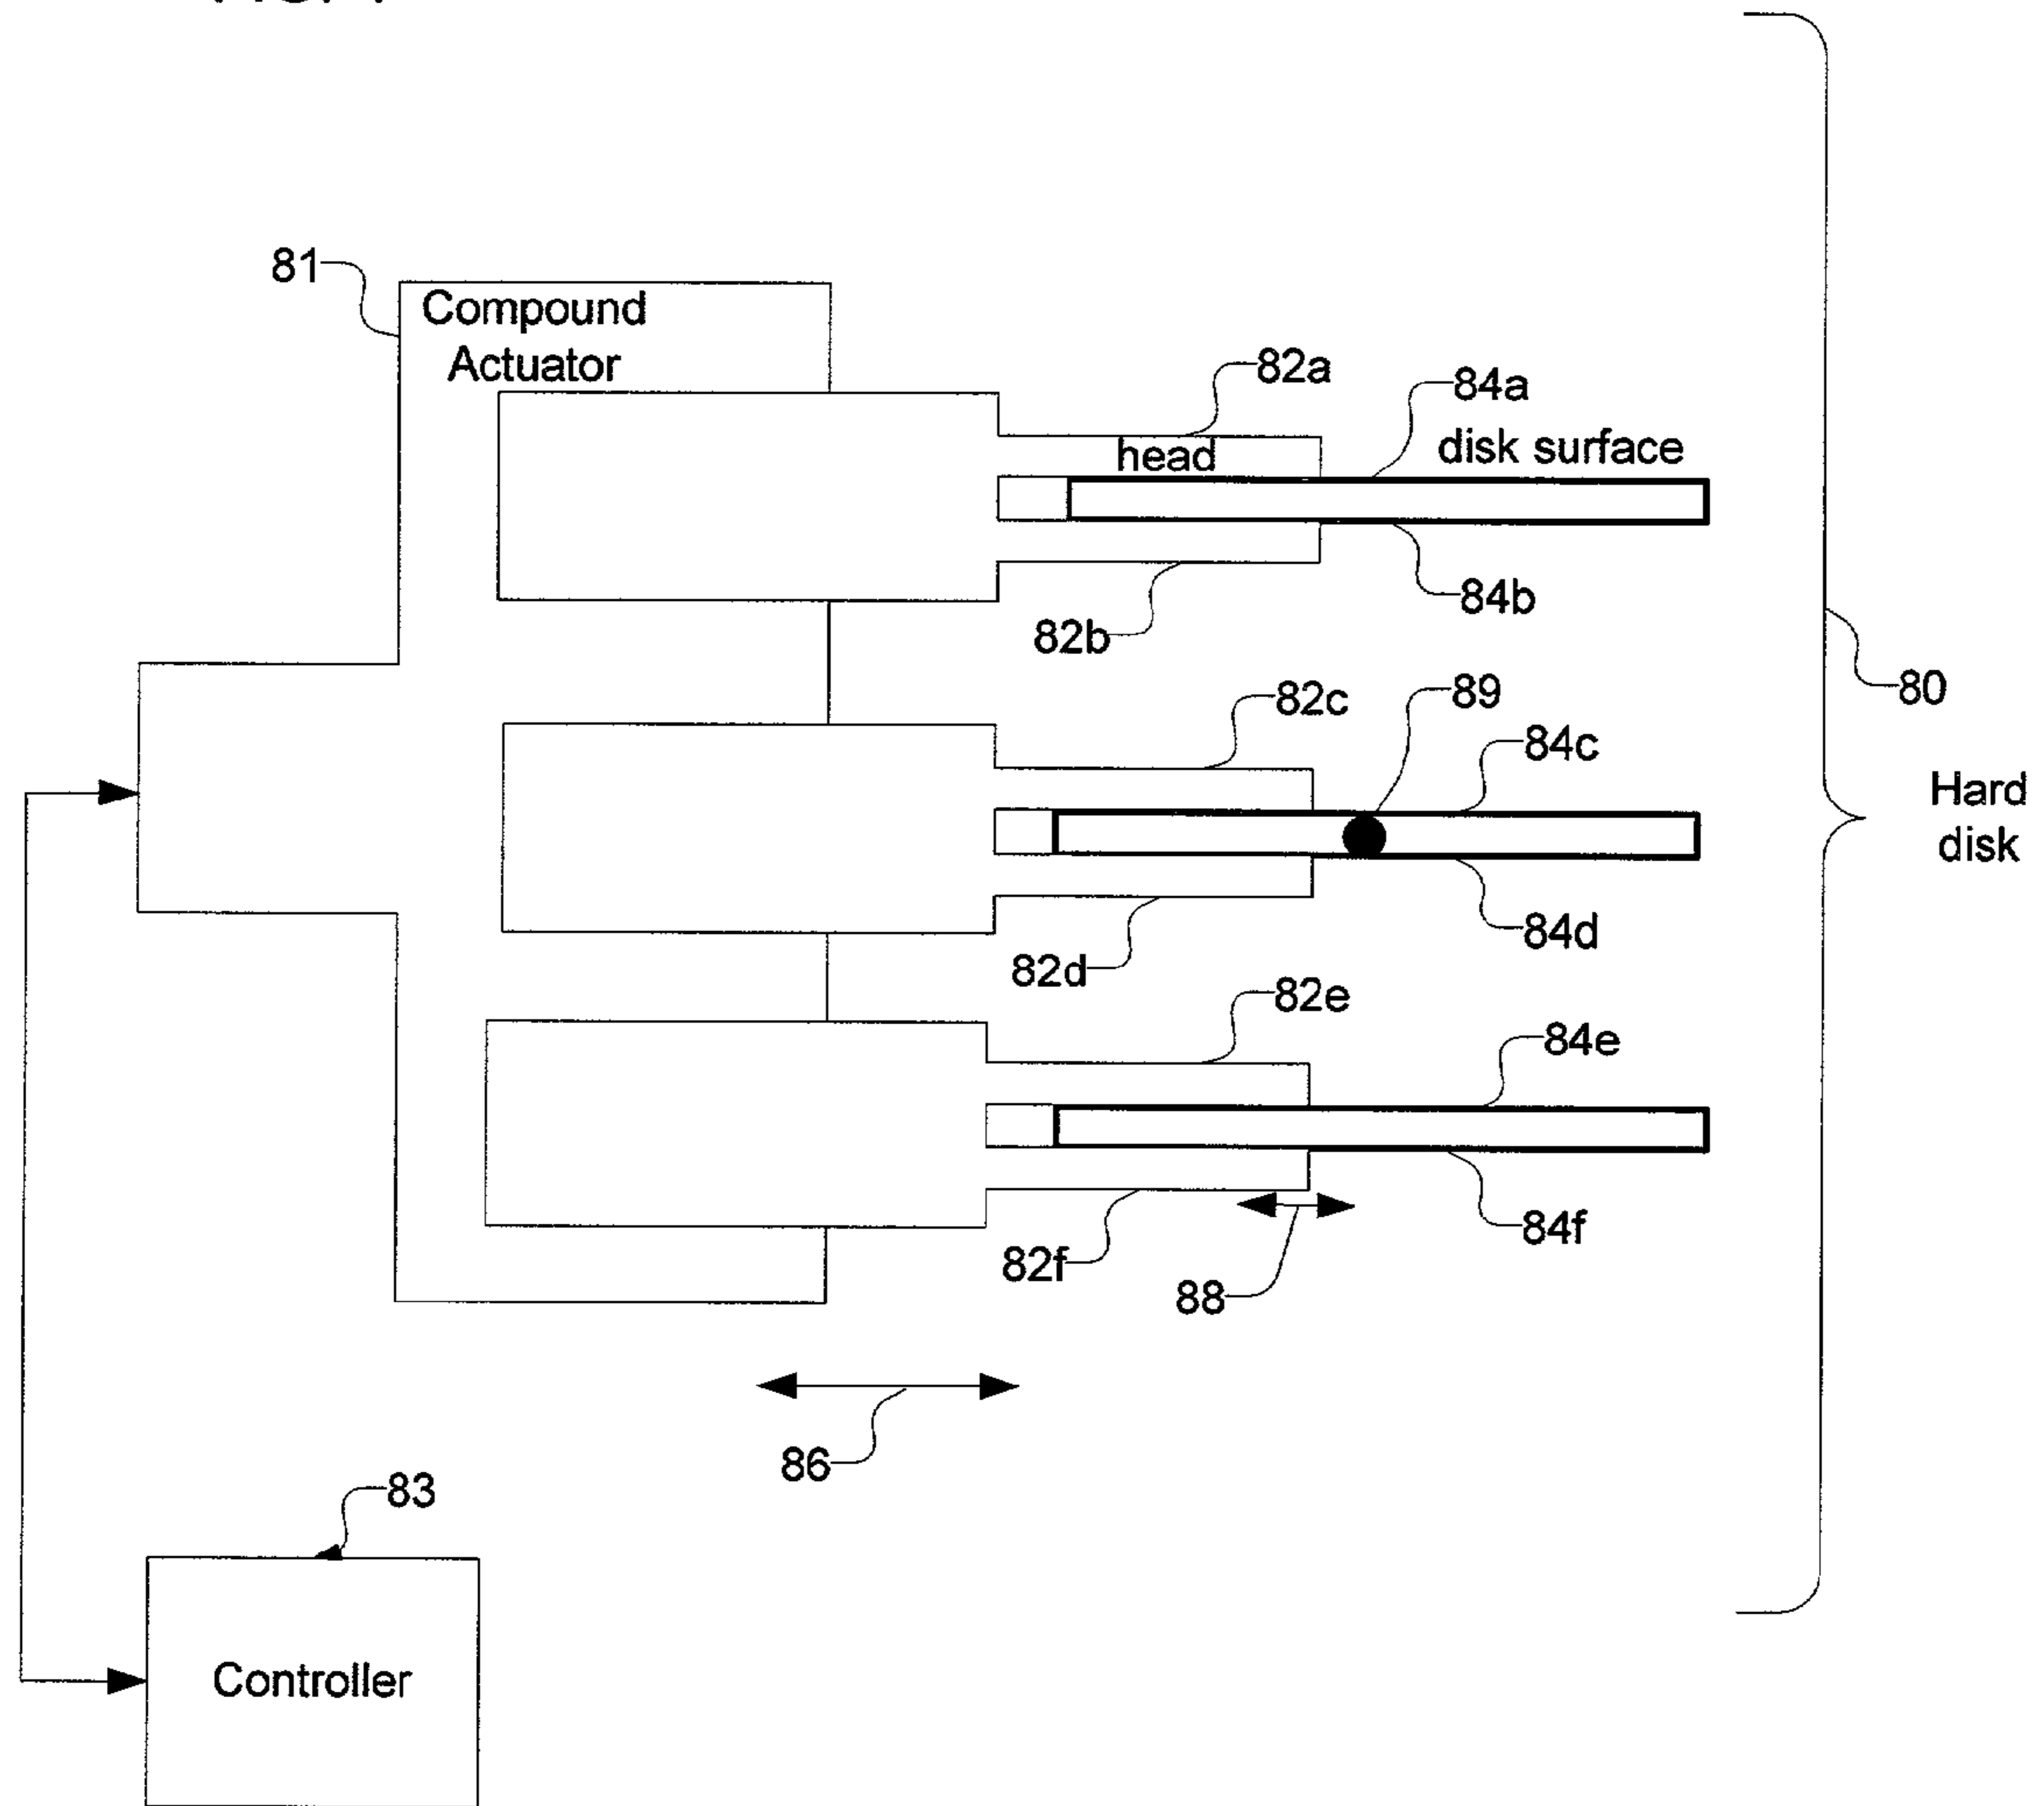 81
Compound
Actuator
82a
84a
head
disk surface
84b
82b
80
82c
89
84c
Hard
disk
84d
82d
82e
84e
82f
88
84f
86
83
Controller